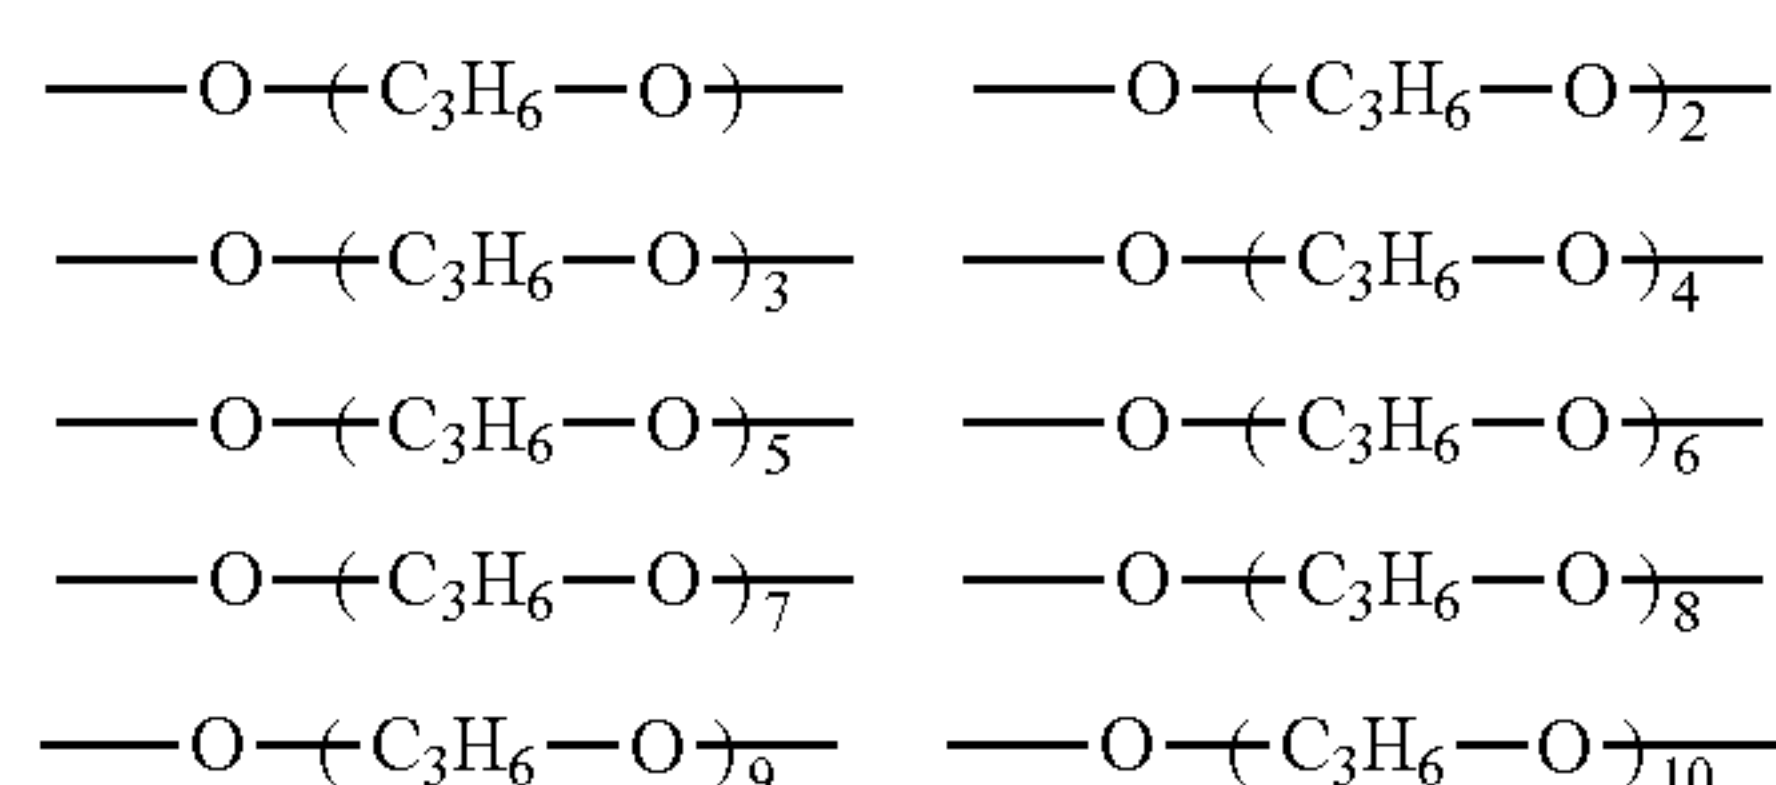 —O—(C₃H₆—O)— —O—(C₃H₆—O)₂—
—O—(C₃H₆—O)₃— —O—(C₃H₆—O)₄—
—O—(C₃H₆—O)₅— —O—(C₃H₆—O)₆—
—O—(C₃H₆—O)₇— —O—(C₃H₆—O)₈—
—O—(C₃H₆—O)₉— —O—(C₃H₆—O)₁₀—